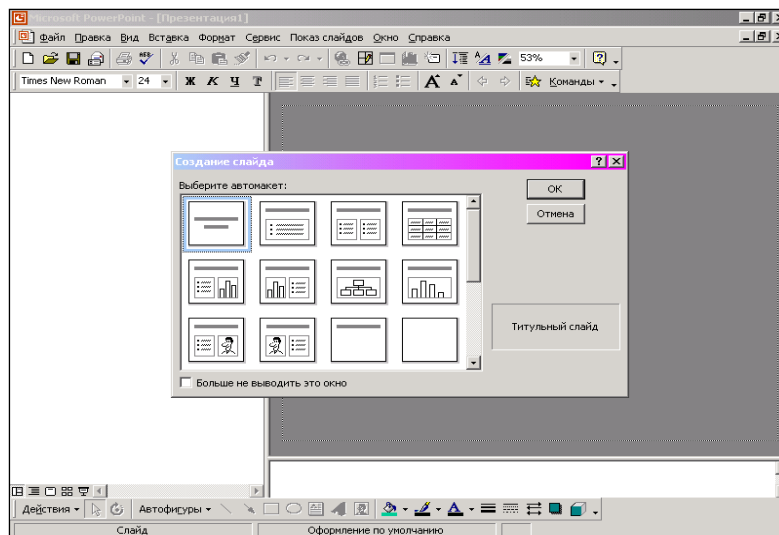 Microsoft PowerPoint - [Презентация1]
Файл Правка Вид Вставка Формат Сервис Показ слайдов Окно Справка
53%
Times New Roman 24 Ж К Ч Команды
Создание слайда
Выберите автомакет:
ОК
Отмена
Титульный слайд
Больше не выводить это окно
Действия Автофигуры
Слайд Оформление по умолчанию